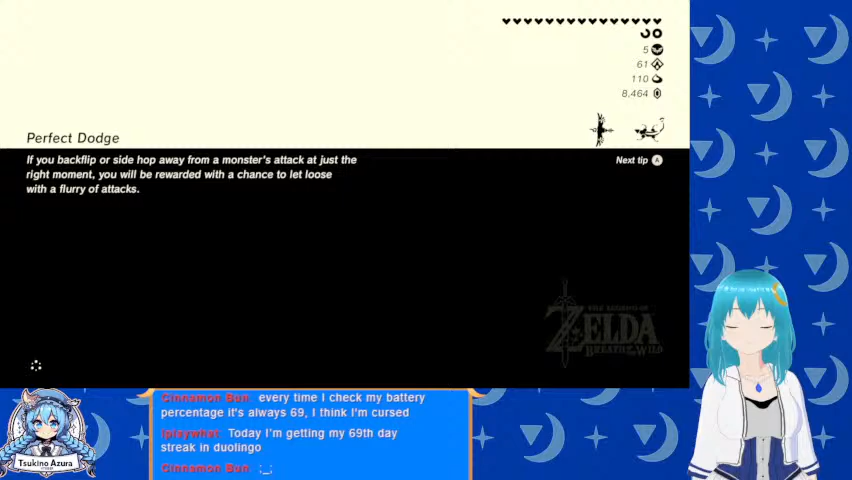 5
61
110
8,464
Perfect Dodge
If you backflip or side hop away from a monster's attack at just the
right moment, you will be rewarded with a chance to let loose
with a flurry of attacks.
Next tip A
THE LEGEND OF
ZELDA
BREATH OF THE WILD
Cinnamon Bun every time I check my battery
percentage it's always 69, I think I'm cursed
Iplaywhat Today I'm getting my 69th day
streak in duolingo
Cinnamon Bun ;_;
Tsukino Azura